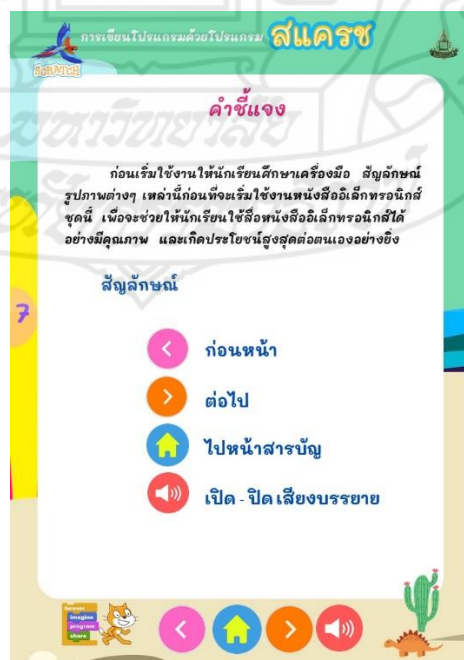 การเขียนโปรแกรมด้วยโปรแกรม สแครช
SCRATCH
คำชี้แจง
ก่อนเริ่มใช้งานให้นักเรียนศึกษาเครื่องมือ สัญลักษณ์
รูปภาพต่างๆ เหล่านี้ก่อนที่จะเริ่มใช้งานหนังสืออิเล็กทรอนิกส์
ชุดนี้ เพื่อจะช่วยให้นักเรียนใช้สื่อหนังสืออิเล็กทรอนิกส์ได้
อย่างมีคุณภาพ และเกิดประโยชน์สูงสุดต่อตนเองอย่างยิ่ง
สัญลักษณ์
7
ก่อนหน้า
ต่อไป
ไปหน้าสารบัญ
เปิด - ปิด เสียงบรรยาย
forever
imagine
program
share